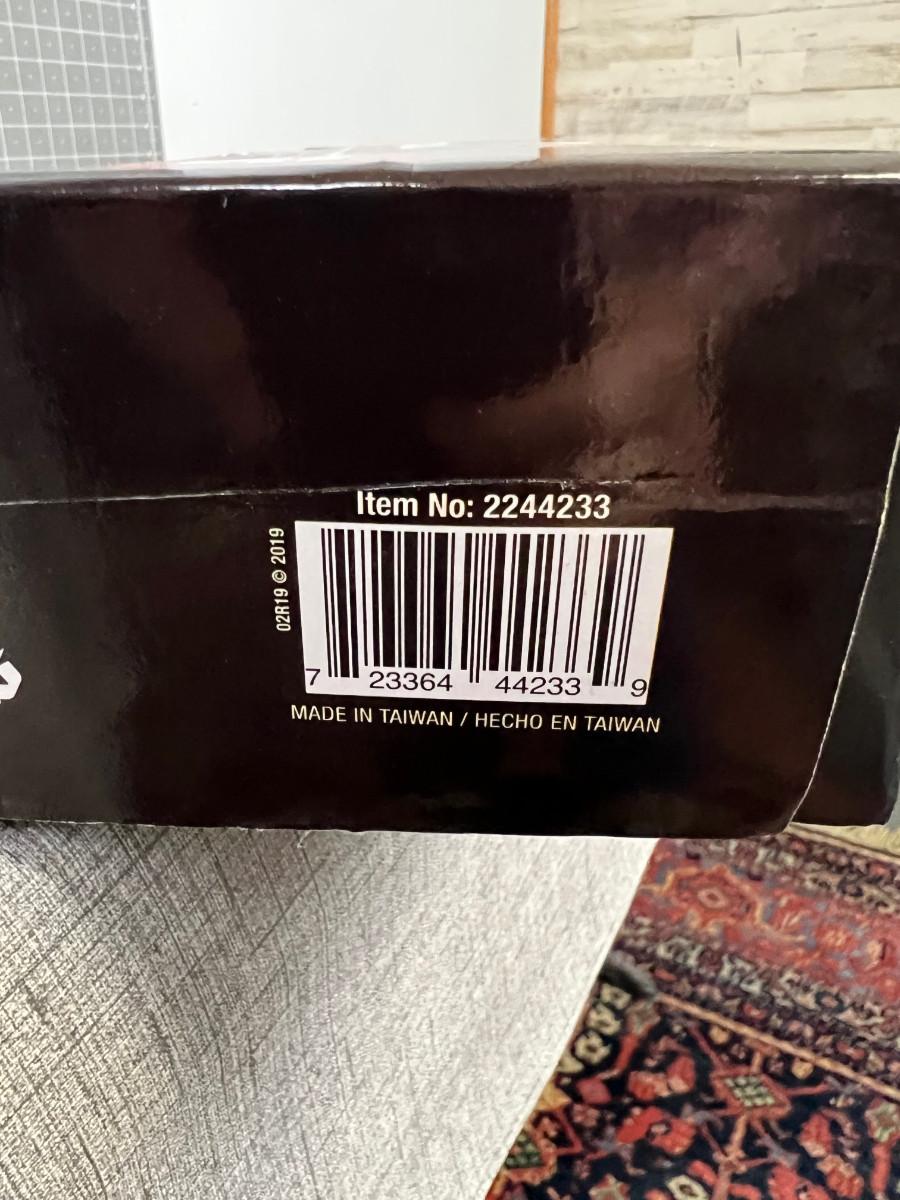 Item No: 2244233
02R19 © 2019
7 23364 44233 9
MADE IN TAIWAN / HECHO EN TAIWAN